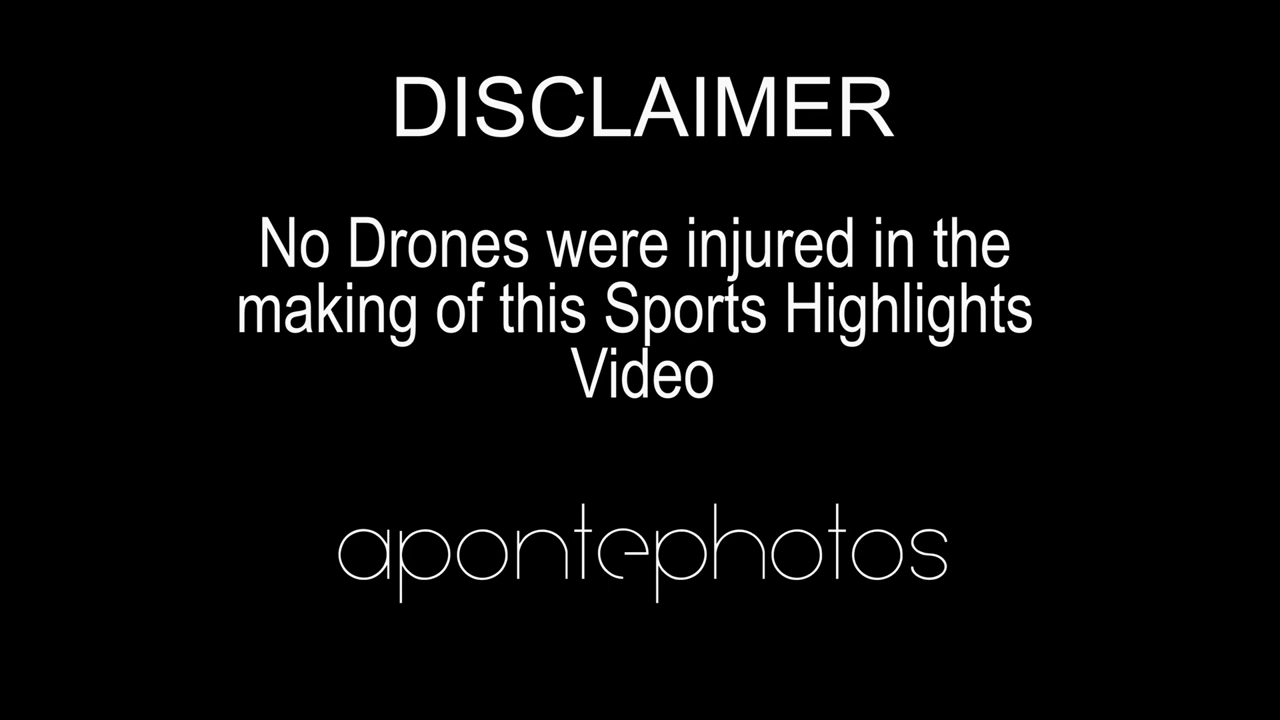 DISCLAIMER
No Drones were injured in the
making of this Sports Highlights
Video
apontephotos